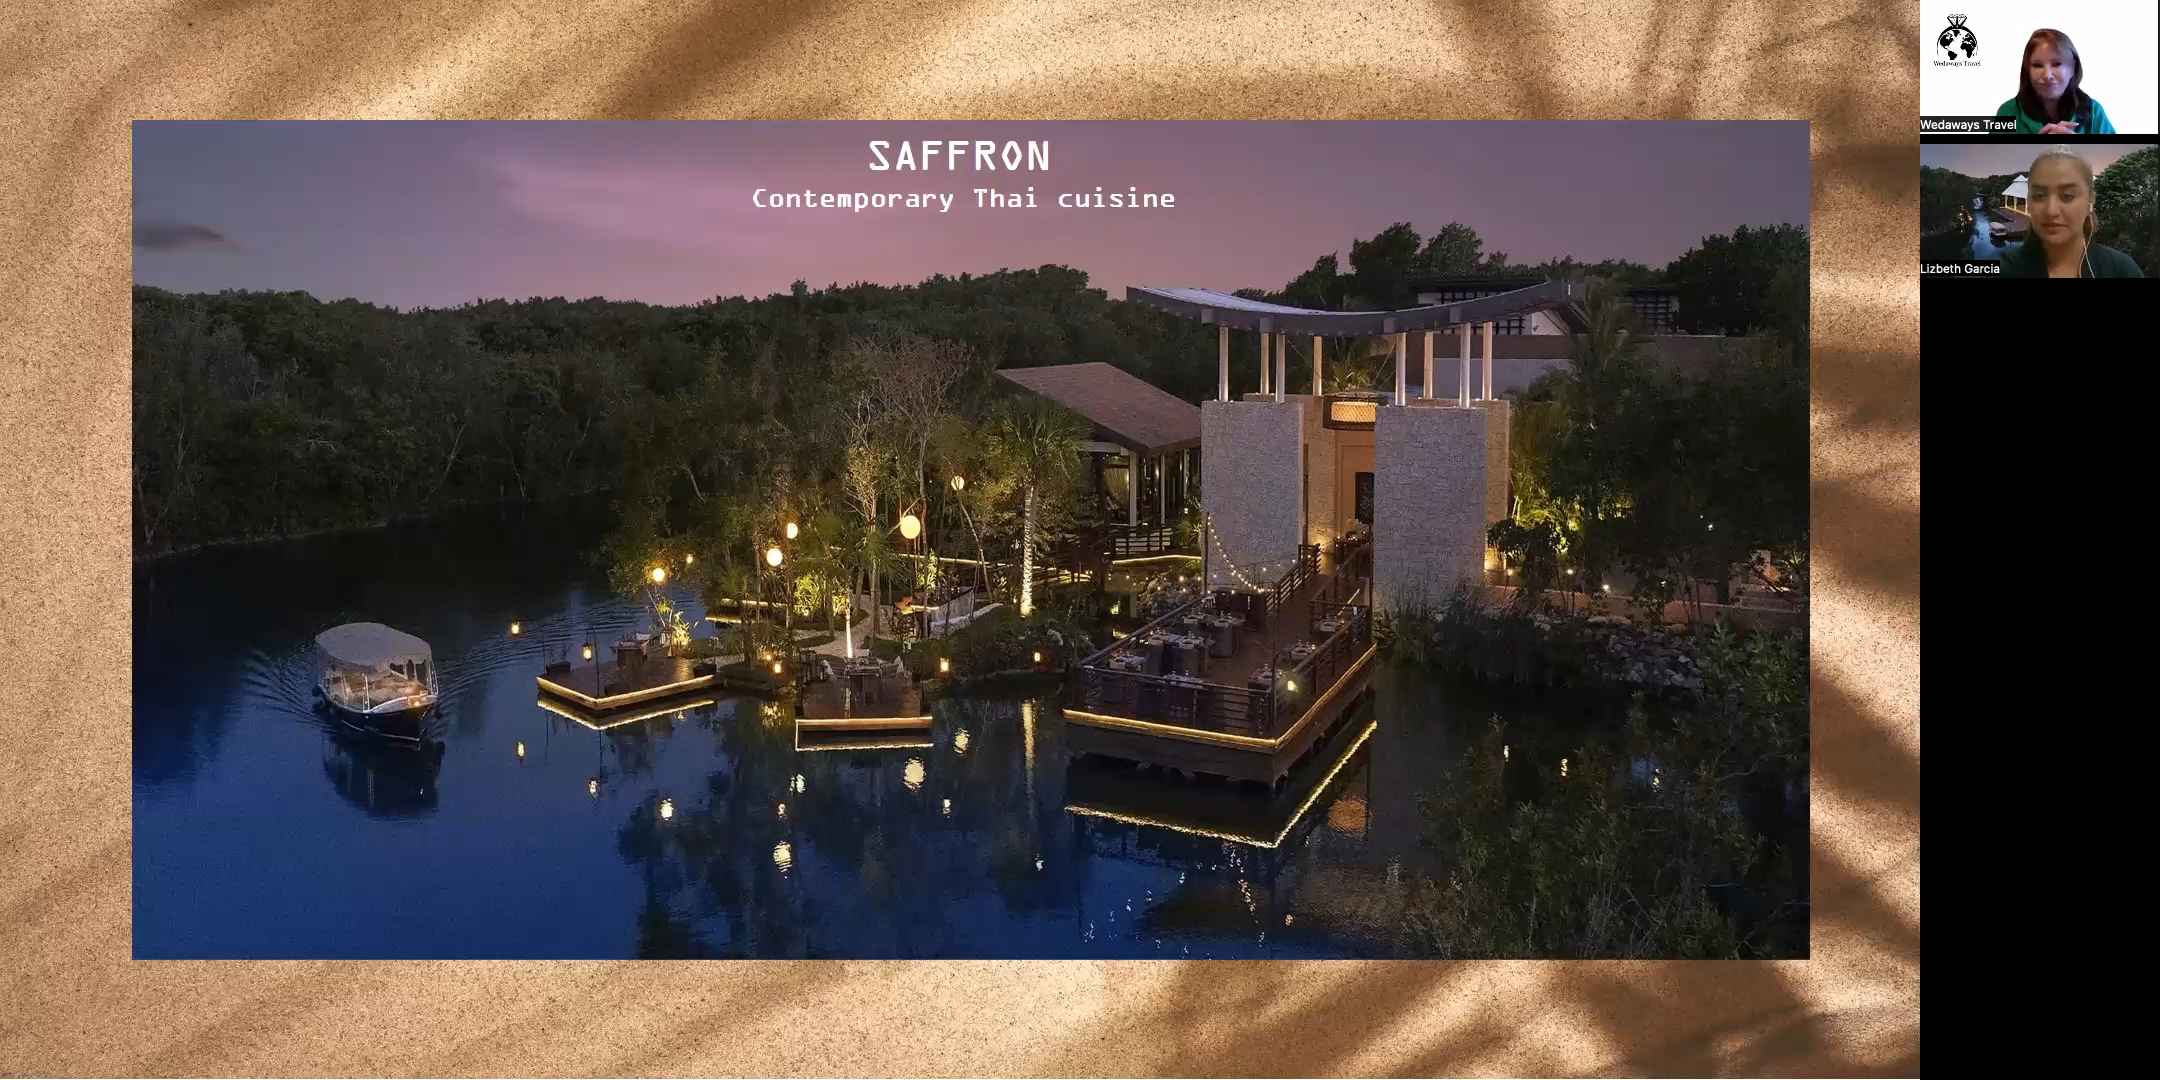 SAFFRON
Contemporary Thai cuisine
Wedaways Travel
Wedaways Travel
Lizbeth Garcia